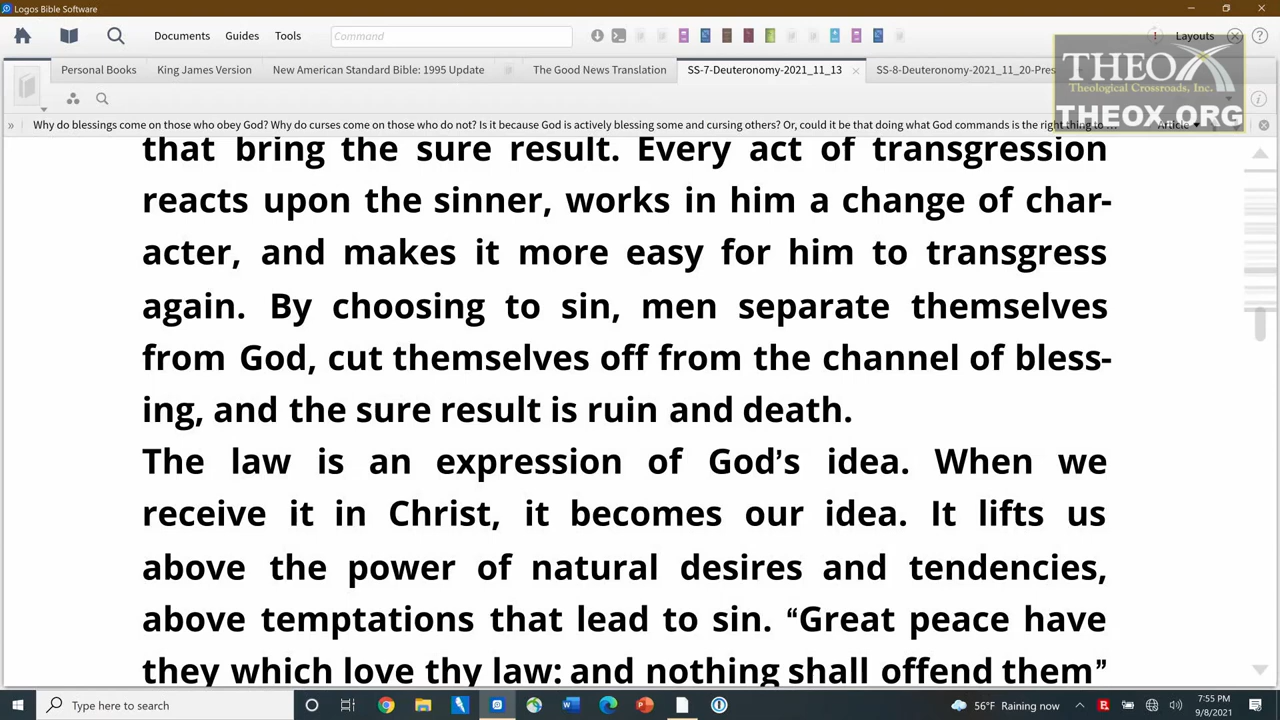 Logos Bible Software
Documents Guides Tools Command Layouts
Personal Books King James Version New American Standard Bible: 1995 Update The Good News Translation SS-7-Deuteronomy-2021_11_13 SS-8-Deuteronomy-2021_11_20-Pres
THEOX
Theological Crossroads, Inc.
THEOX.ORG
» Why do blessings come on those who obey God? Why do curses come on those who do not? Is it because God is actively blessing some and cursing others? Or, could it be that doing what God commands is the right thing to ... Article
that bring the sure result. Every act of transgression
reacts upon the sinner, works in him a change of char-
acter, and makes it more easy for him to transgress
again. By choosing to sin, men separate themselves
from God, cut themselves off from the channel of bless-
ing, and the sure result is ruin and death.
The law is an expression of God’s idea. When we
receive it in Christ, it becomes our idea. It lifts us
above the power of natural desires and tendencies,
above temptations that lead to sin. “Great peace have
they which love thy law: and nothing shall offend them”
Type here to search 56°F Raining now 7:55 PM
9/8/2021